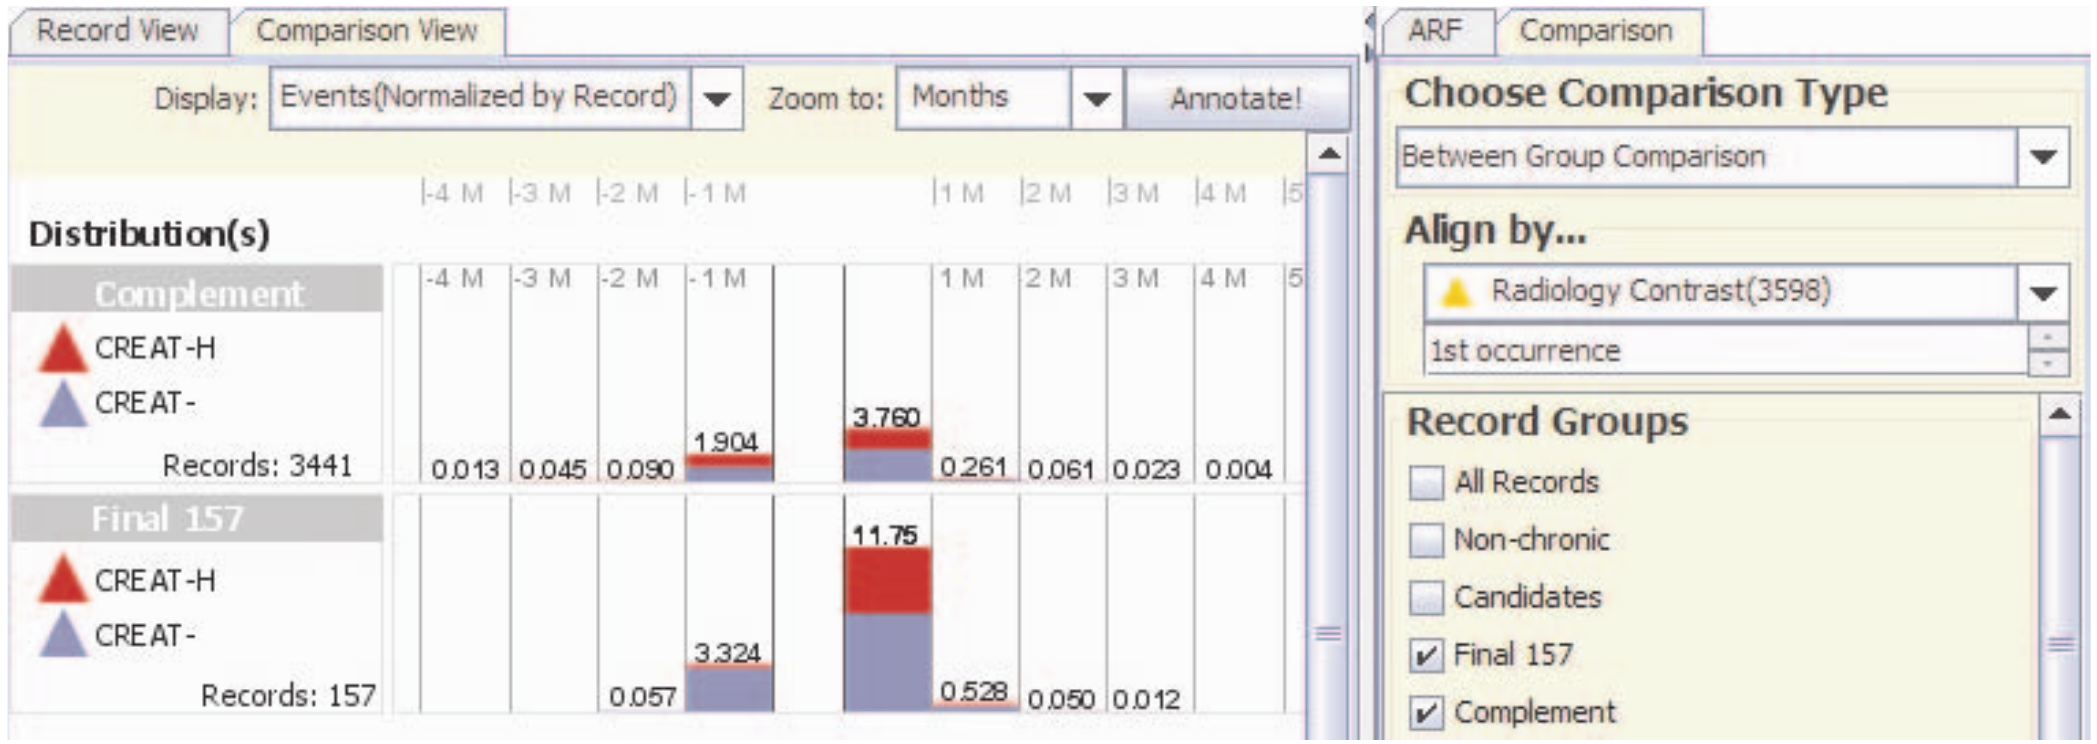 Record View
Comparison View
Display: Events(Normalized by Record)
Zoom to: Months
Annotate!
-4 M -3 M -2 M -1 M 1 M 2 M 3 M 4 M 5
Distribution(s)
Complement
-4 M -3 M -2 M -1 M 1 M 2 M 3 M 4 M 5
CREAT-H
CREAT-
Records: 3441
0.013 0.045 0.090 1.904 3.760 0.261 0.061 0.023 0.004
Final 157
CREAT-H
CREAT-
Records: 157
0.057 3.324 11.75 0.528 0.050 0.012
ARF
Comparison
Choose Comparison Type
Between Group Comparison
Align by...
Radiology Contrast(3598)
1st occurrence
Record Groups
All Records
Non-chronic
Candidates
Final 157
Complement